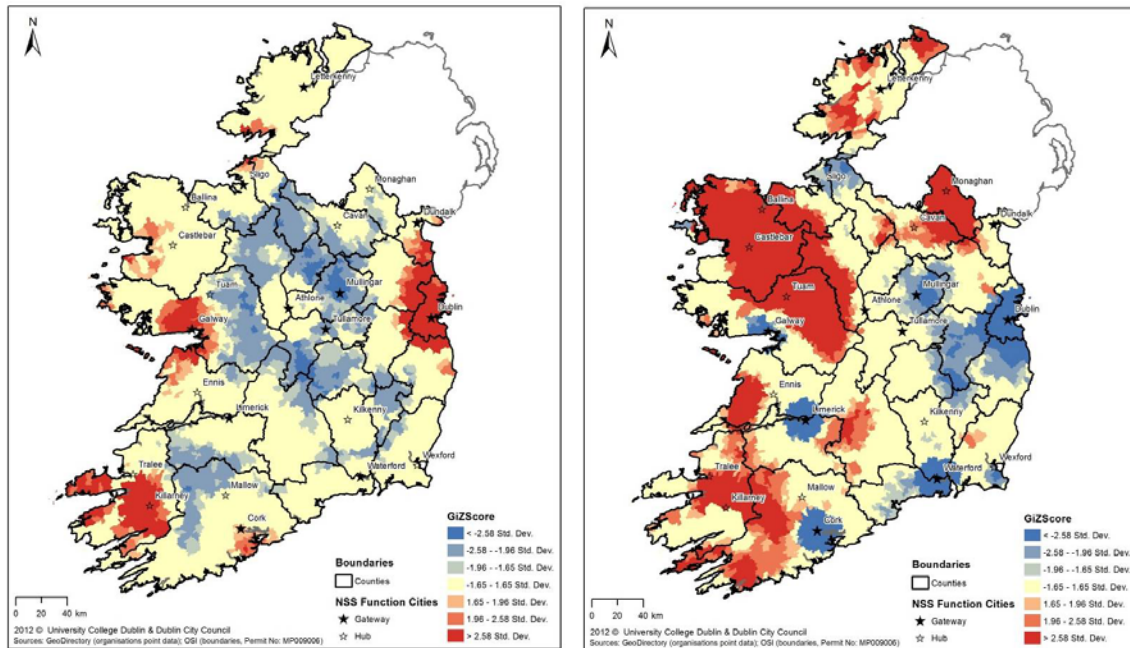 N
Letterkenny
Sligo
Monaghan
Ballina
Cavan
Dundalk
Castlebar
Tuam
Mullingar
Athlone
Dublin
Galway
Tullamore
Ennis
Limerick
Kilkenny
Tralee
Wexford
Waterford
Killarney
Mallow
Cork
GiZScore
< -2.58 Std. Dev.
-2.58 - -1.96 Std. Dev.
-1.96 - -1.65 Std. Dev.
-1.65 - 1.65 Std. Dev.
1.65 - 1.96 Std. Dev.
1.96 - 2.58 Std. Dev.
> 2.58 Std. Dev.
Boundaries
Counties
NSS Function Cities
Gateway
Hub
0 20 40 km
2012 © University College Dublin & Dublin City Council
Sources: GeoDirectory (organisations point data); OSI (boundaries, Permit No: MP009006)
N
Letterkenny
Sligo
Monaghan
Ballina
Cavan
Dundalk
Castlebar
Tuam
Mullingar
Athlone
Dublin
Galway
Tullamore
Ennis
Limerick
Kilkenny
Tralee
Wexford
Waterford
Killarney
Mallow
Cork
GiZScore
< -2.58 Std. Dev.
-2.58 - -1.96 Std. Dev.
-1.96 - -1.65 Std. Dev.
-1.65 - 1.65 Std. Dev.
1.65 - 1.96 Std. Dev.
1.96 - 2.58 Std. Dev.
> 2.58 Std. Dev.
Boundaries
Counties
NSS Function Cities
Gateway
Hub
0 20 40 km
2012 © University College Dublin & Dublin City Council
Sources: GeoDirectory (organisations point data); OSI (boundaries, Permit No: MP009006)